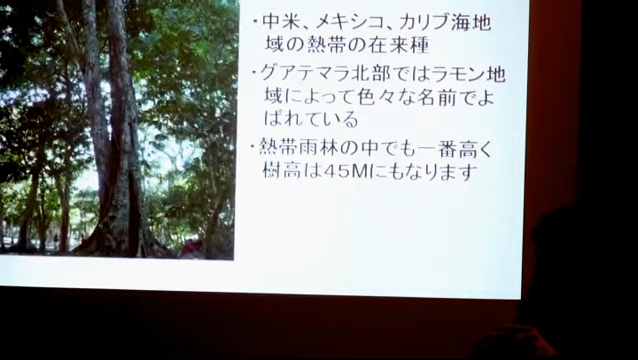 ・中米、メキシコ、カリブ海地
域の熱帯の在来種
・グアテマラ北部ではラモン地
域によって色々な名前でよ
ばれている
・熱帯雨林の中でも一番高く
樹高は45Mにもなります